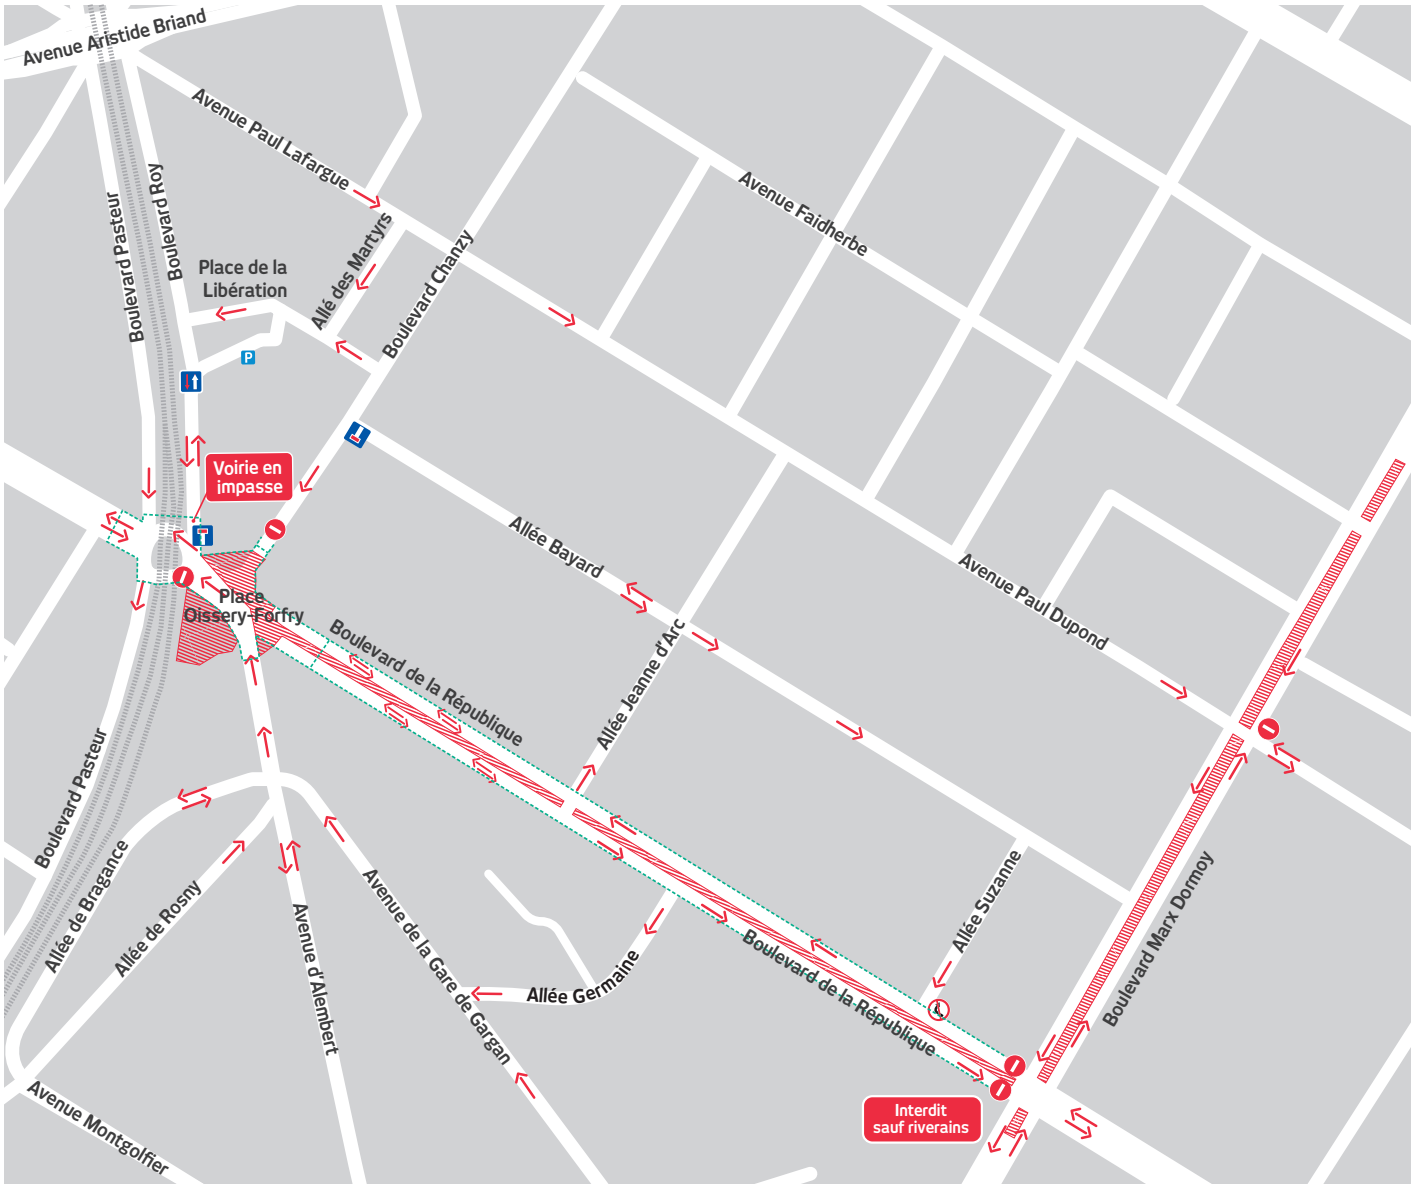 Avenue Aristide Briand
Avenue Paul Lafargue
Boulevard Pasteur
Boulevard Roy
Place de la
Libération
Allé des Martyrs
Boulevard Chanzy
Avenue Faidherbe
P
Voirie en
impasse
Place
Oissery-Forfry
Allée Bayard
Avenue Paul Dupond
Boulevard de la République
Allée Jeanne d'Arc
Boulevard Pasteur
Allée de Bragance
Allée de Rosny
Avenue d'Alembert
Avenue de la Gare de Gargan
Allée Germaine
Boulevard de la République
Allée Suzanne
Boulevard Marx Dormoy
Avenue Montgolfier
Interdit
sauf riverains